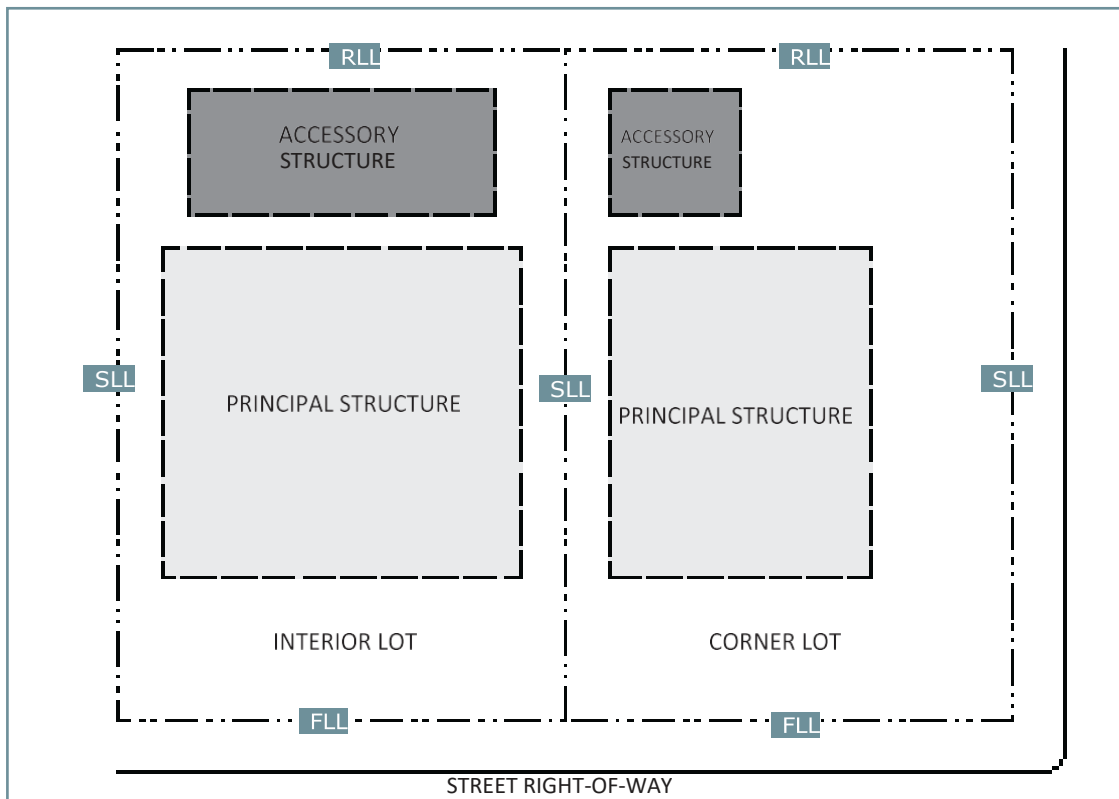 RLL
RLL
ACCESSORY
STRUCTURE
ACCESSORY
STRUCTURE
SLL
SLL
SLL
PRINCIPAL STRUCTURE
PRINCIPAL STRUCTURE
INTERIOR LOT
CORNER LOT
FLL
FLL
STREET RIGHT-OF-WAY